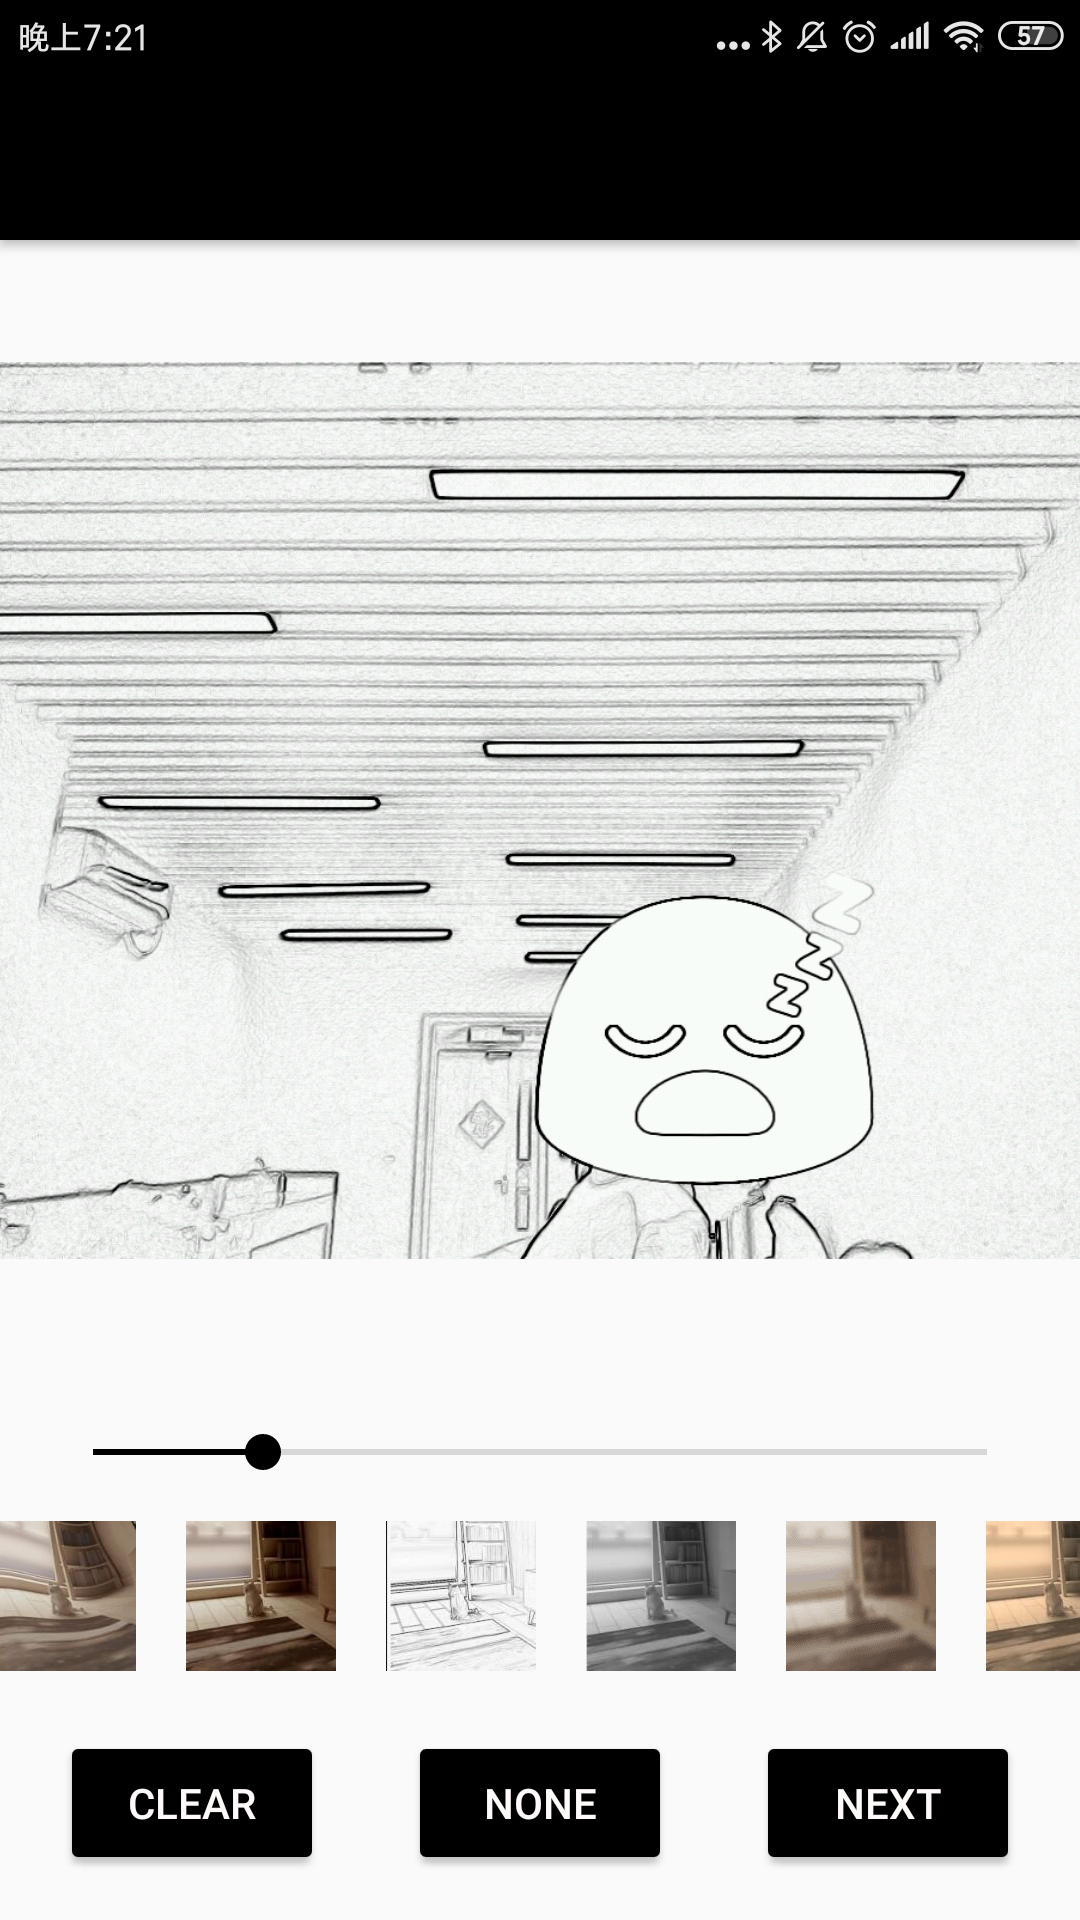 晚上7:21
57
z z z
CLEAR
NONE
NEXT